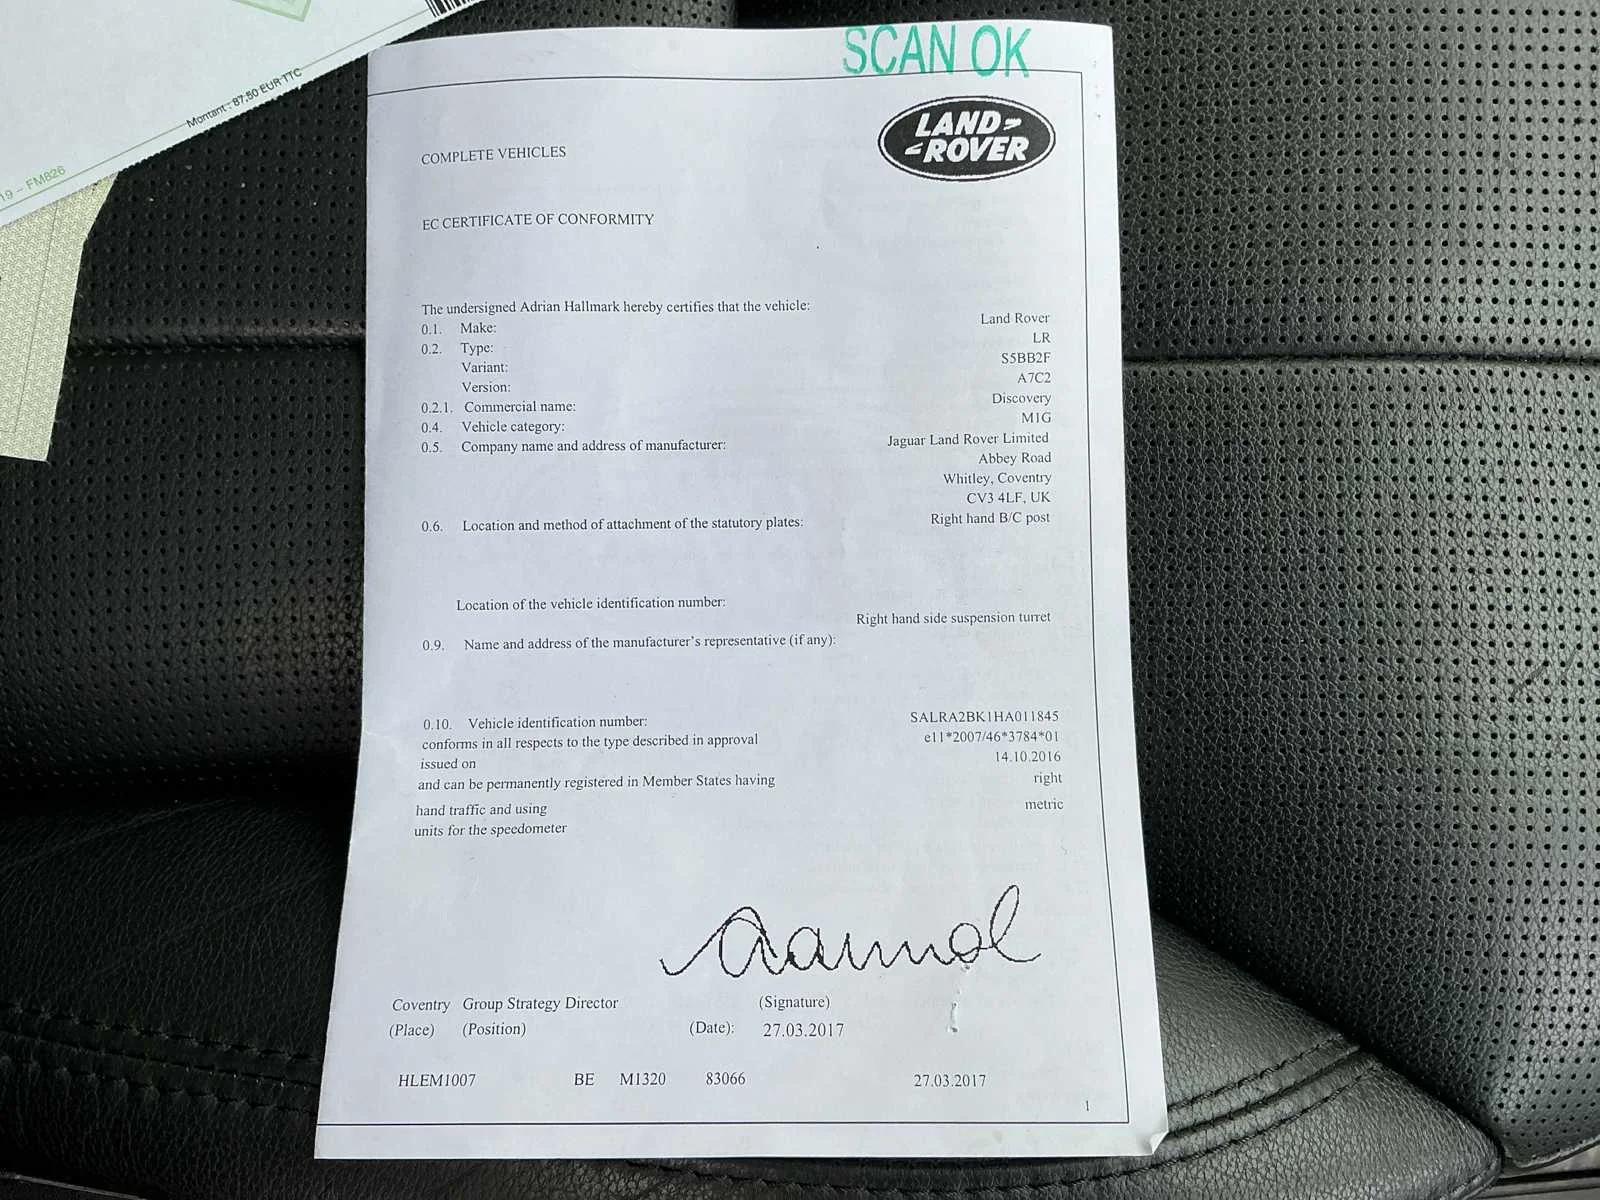 Montant : 87,50 EUR TTC
19 – FM826
SCAN OK
LAND
ROVER
COMPLETE VEHICLES
EC CERTIFICATE OF CONFORMITY
The undersigned Adrian Hallmark hereby certifies that the vehicle:
0.1. Make: Land Rover
0.2. Type: LR
Variant: S5BB2F
Version: A7C2
0.2.1. Commercial name: Discovery
0.4. Vehicle category: M1G
0.5. Company name and address of manufacturer: Jaguar Land Rover Limited
Abbey Road
Whitley, Coventry
CV3 4LF, UK
0.6. Location and method of attachment of the statutory plates: Right hand B/C post
Location of the vehicle identification number:
Right hand side suspension turret
0.9. Name and address of the manufacturer's representative (if any):
0.10. Vehicle identification number: SALRA2BK1HA011845
conforms in all respects to the type described in approval e11*2007/46*3784*01
issued on 14.10.2016
and can be permanently registered in Member States having right
hand traffic and using metric
units for the speedometer
Coventry Group Strategy Director (Signature)
(Place) (Position) (Date): 27.03.2017
HLEM1007 BE M1320 83066 27.03.2017
1